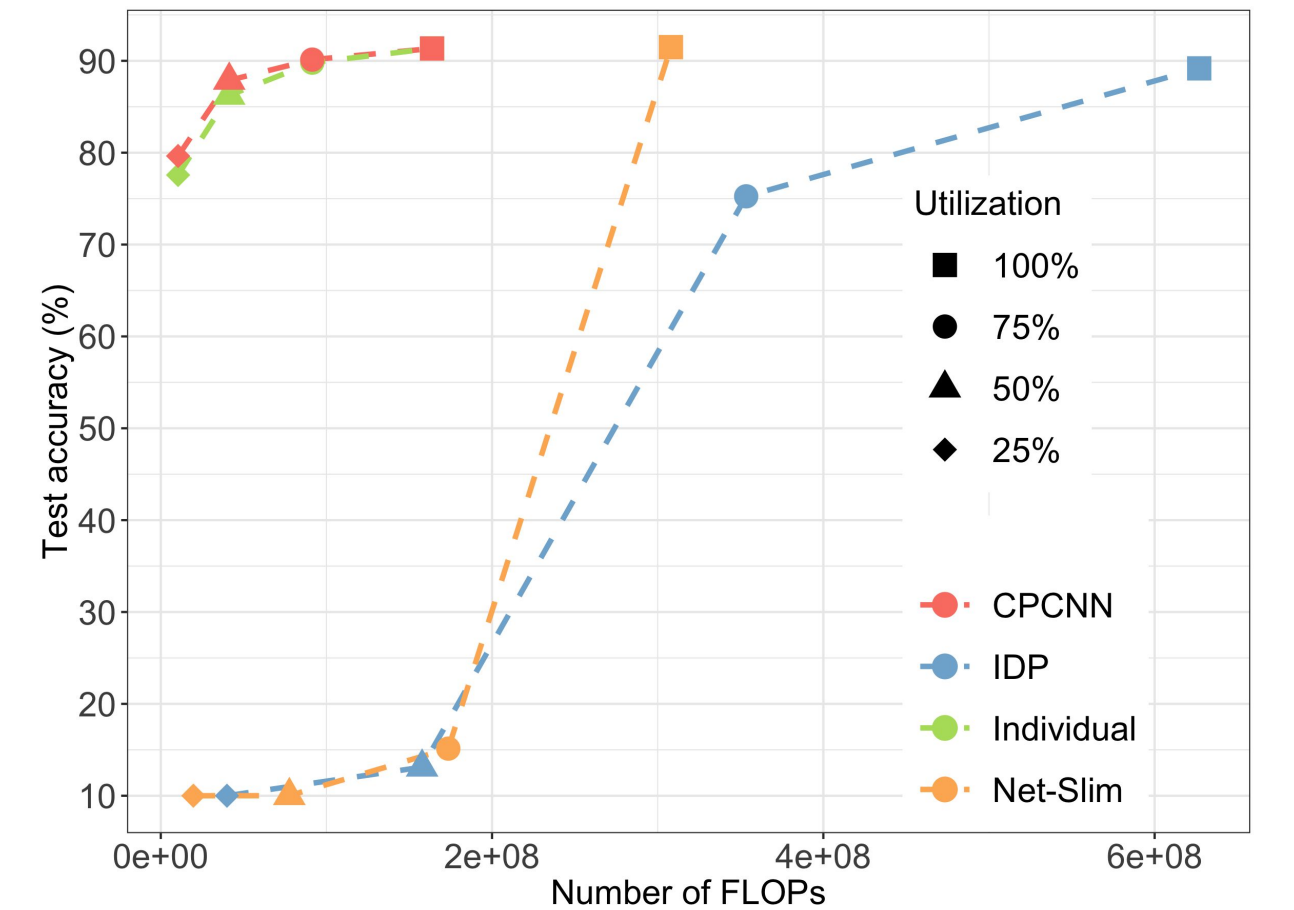 Test accuracy (%)
90
80
70
60
50
40
30
20
10
0e+00
2e+08
4e+08
6e+08
Number of FLOPs
Utilization
100%
75%
50%
25%
CPCNN
IDP
Individual
Net-Slim